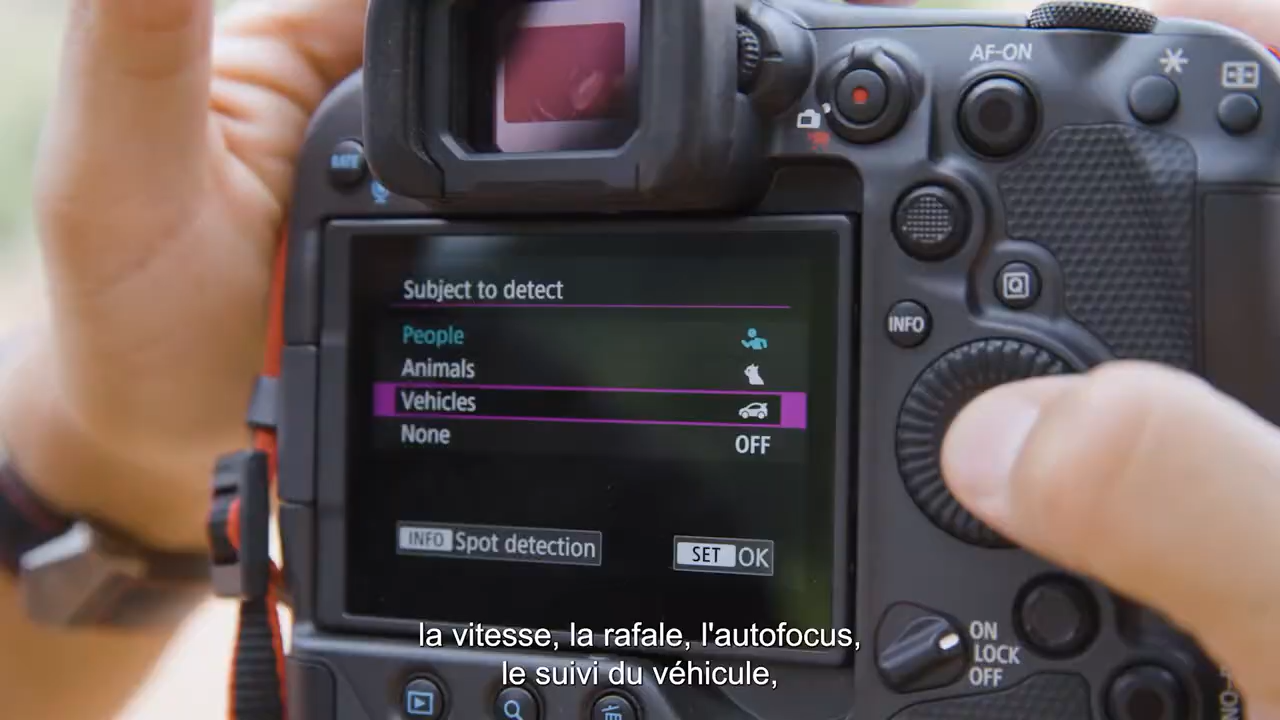 AF-ON
RATE
INFO
Q
Subject to detect
People
Animals
Vehicles
None OFF
INFO Spot detection
SET OK
ON
LOCK
OFF
la vitesse, la rafale, l'autofocus,
le suivi du véhicule,